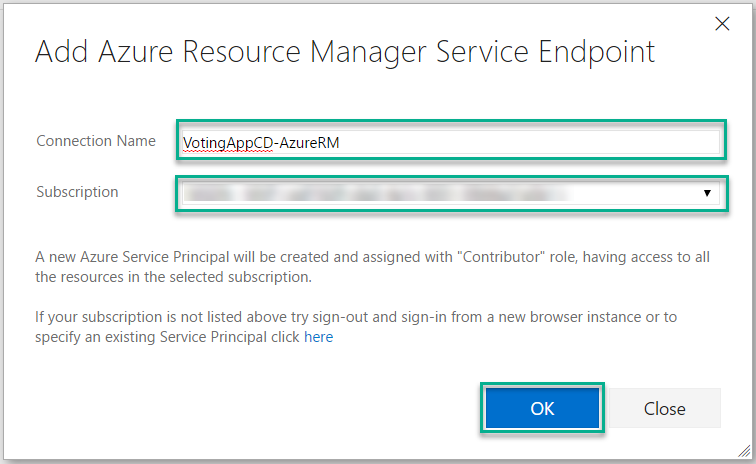 Add Azure Resource Manager Service Endpoint
Connection Name
VotingAppCD-AzureRM
Subscription
A new Azure Service Principal will be created and assigned with "Contributor" role, having access to all
the resources in the selected subscription.
If your subscription is not listed above try sign-out and sign-in from a new browser instance or to
specify an existing Service Principal click here
OK
Close